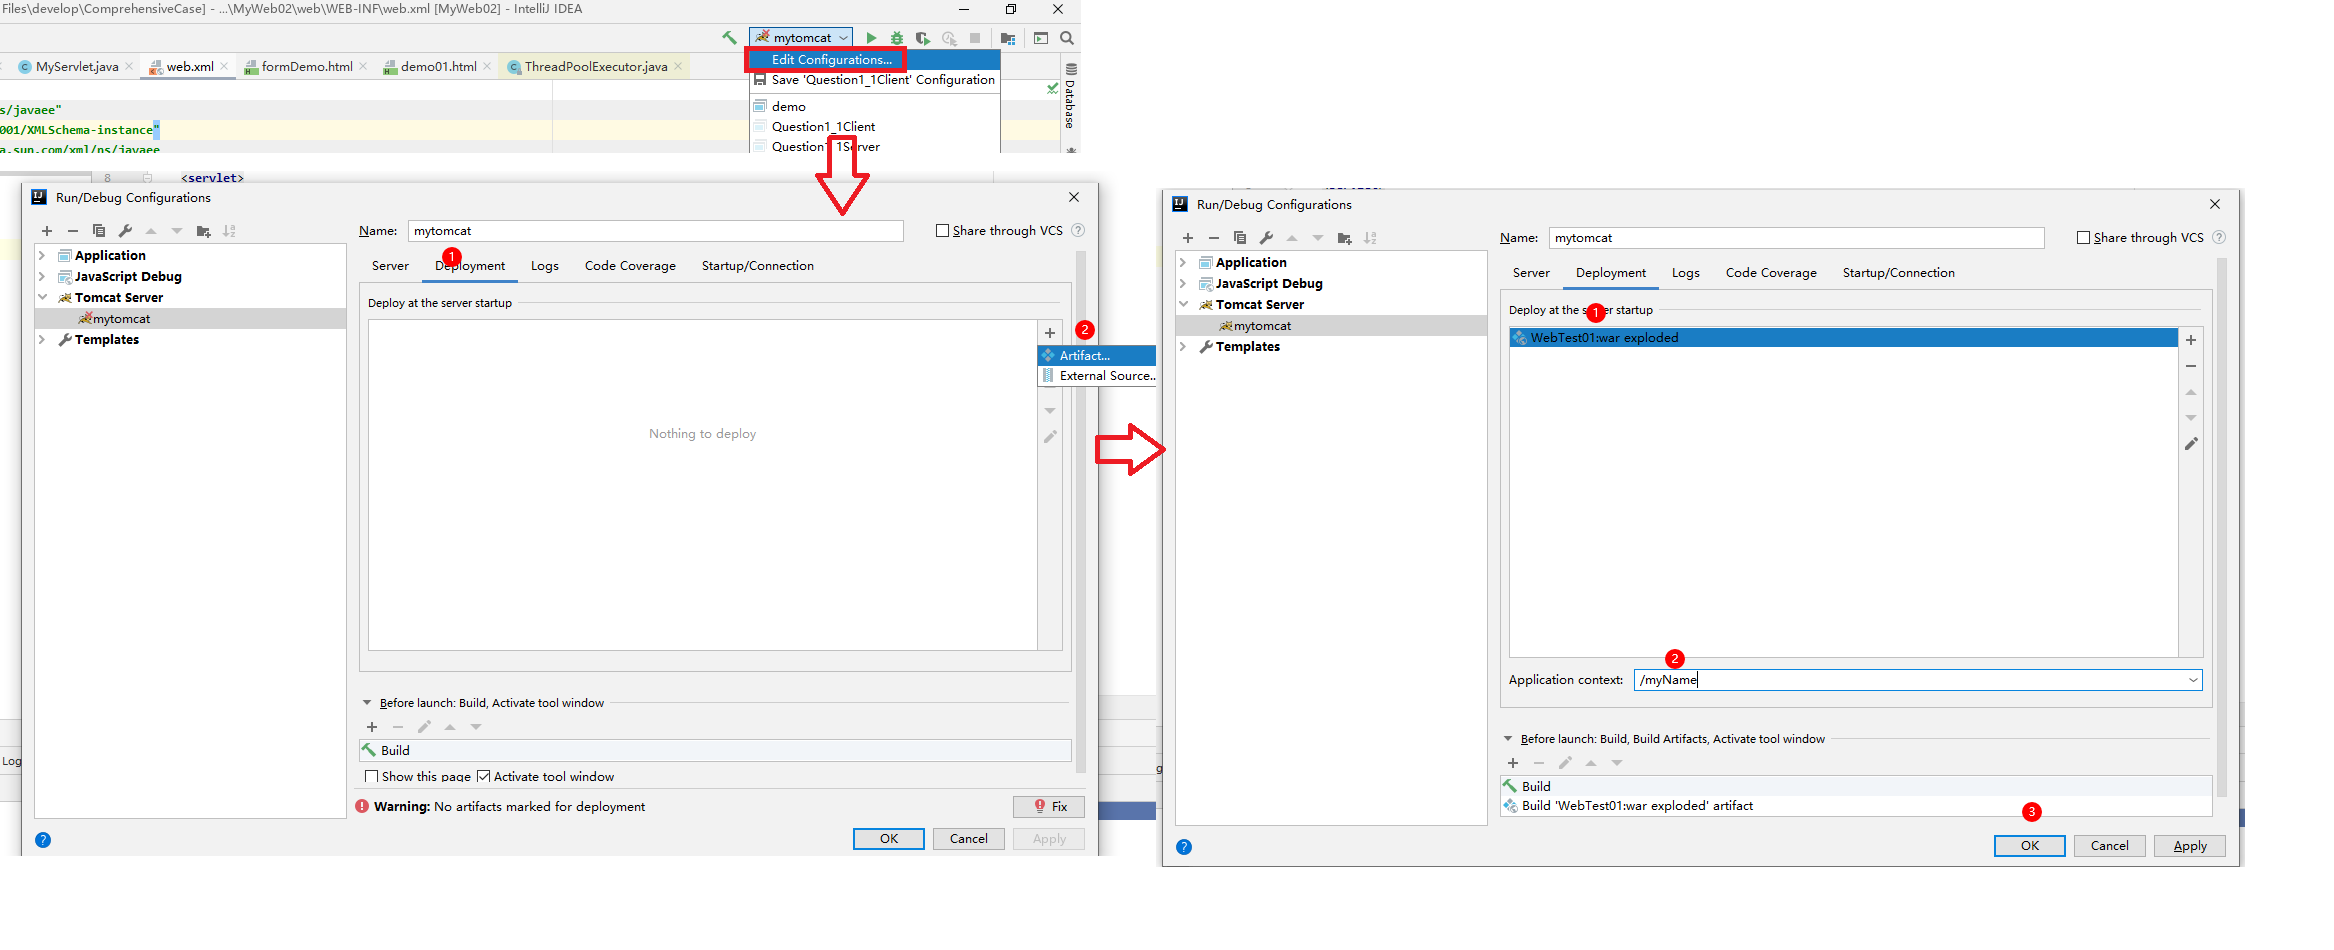 Files\develop\ComprehensiveCase] - ...\MyWeb02\web\WEB-INF\web.xml [MyWeb02] - IntelliJ IDEA
mytomcat
MyServlet.java
web.xml
formDemo.html
demo01.html
ThreadPoolExecutor.java
Edit Configurations...
Save 'Question1_1Client' Configuration
demo
Question1_1Client
Question1_1Server
Database
s/javaee"
001/XMLSchema-instance"
a.sun.com/xml/ns/javaee
8
<servlet>
Run/Debug Configurations
Name:
mytomcat
Share through VCS
?
Application
JavaScript Debug
Tomcat Server
mytomcat
Templates
1
Server
Deployment
Logs
Code Coverage
Startup/Connection
Deploy at the server startup
2
Artifact...
External Source..
Nothing to deploy
Before launch: Build, Activate tool window
Build
Show this page
Activate tool window
Warning: No artifacts marked for deployment
Fix
?
OK
Cancel
Apply
Log
Run/Debug Configurations
Name:
mytomcat
Share through VCS
?
Application
JavaScript Debug
Tomcat Server
mytomcat
Templates
Server
Deployment
Logs
Code Coverage
Startup/Connection
Deploy at the server startup
1
WebTest01:war exploded
2
Application context:
/myName
Before launch: Build, Build Artifacts, Activate tool window
Build
Build 'WebTest01:war exploded' artifact
3
?
OK
Cancel
Apply